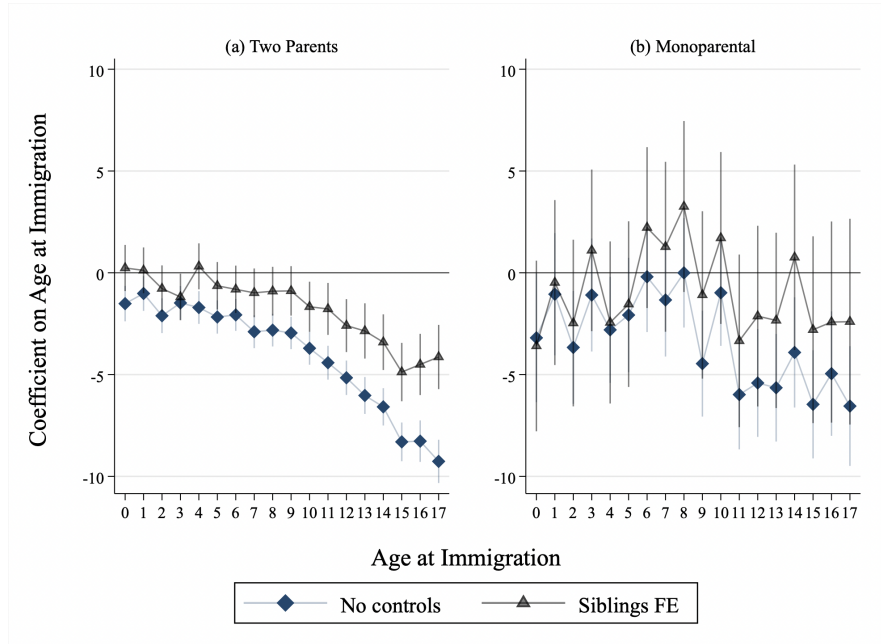 (a) Two Parents
(b) Monoparental
Coefficient on Age at Immigration
10
5
0
-5
-10
0 1 2 3 4 5 6 7 8 9 10 11 12 13 14 15 16 17
10
5
0
-5
-10
0 1 2 3 4 5 6 7 8 9 10 11 12 13 14 15 16 17
Age at Immigration
No controls
Siblings FE